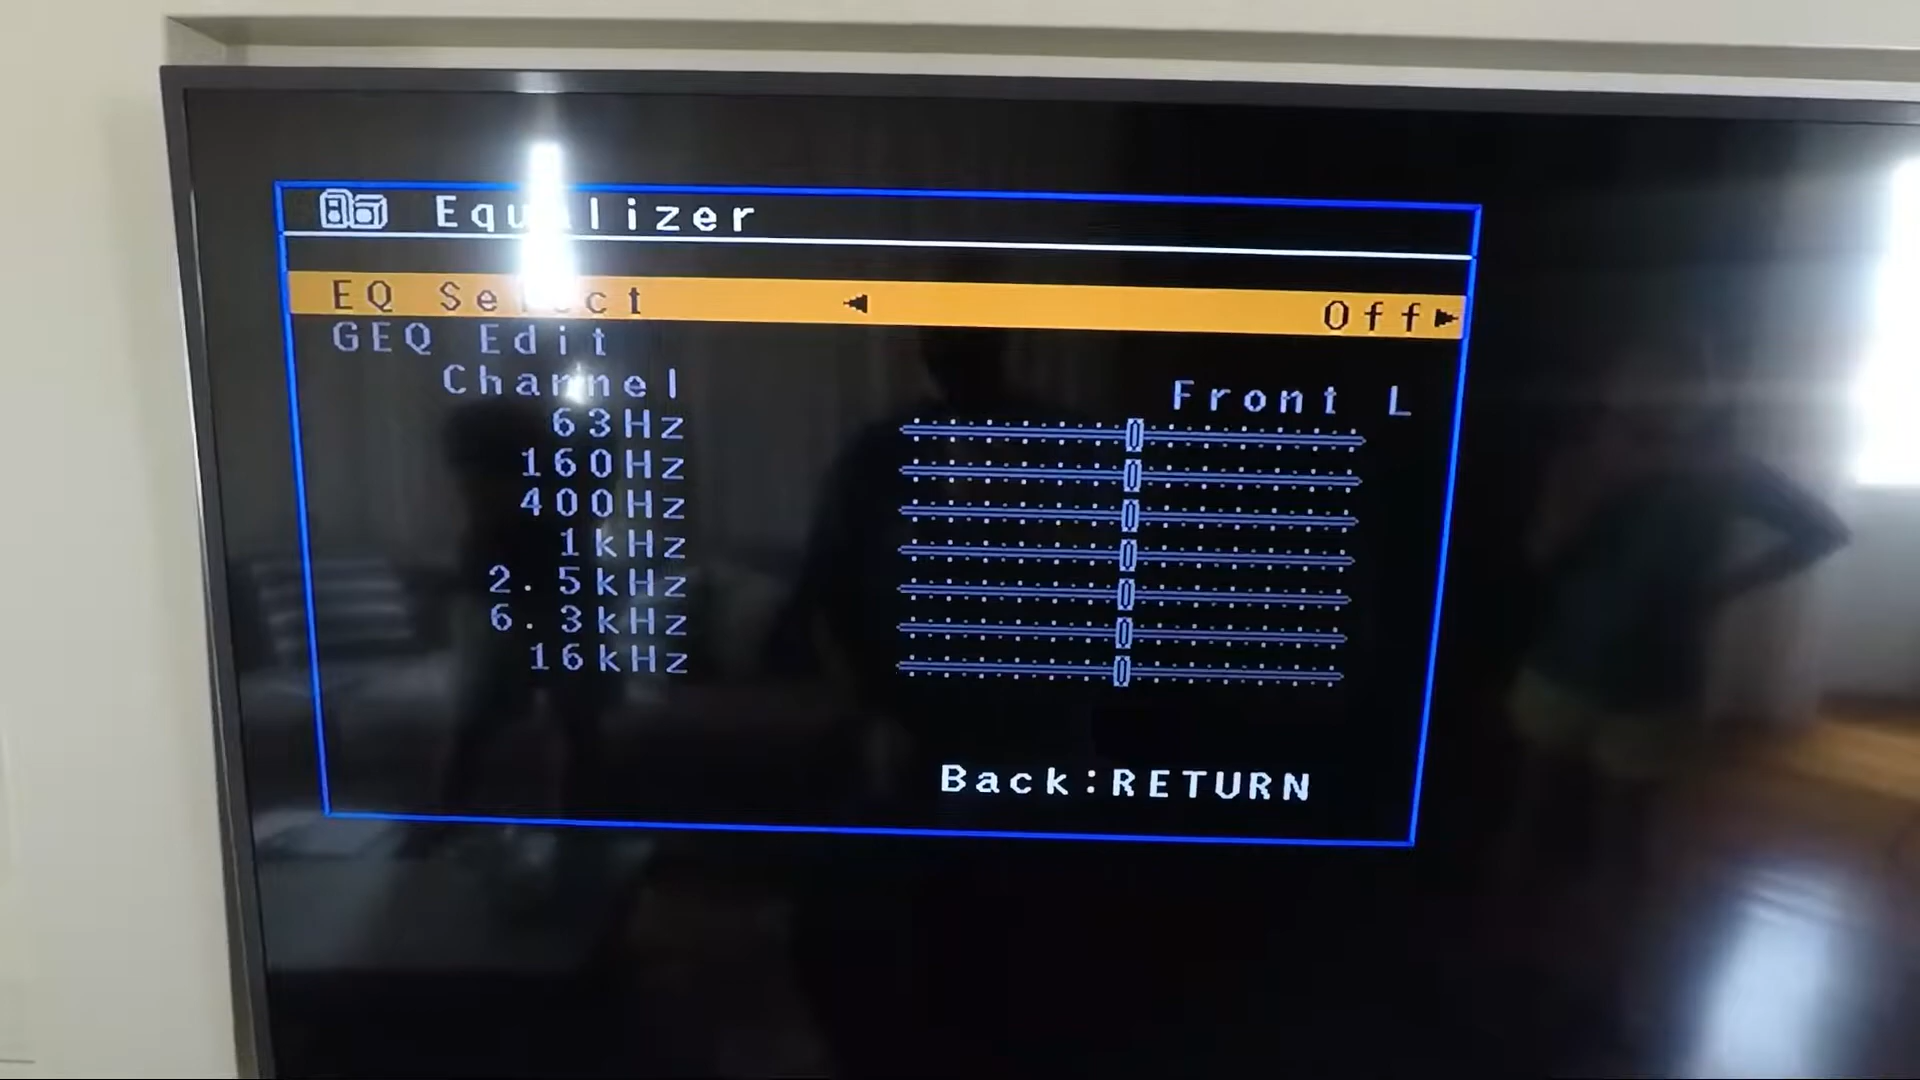 Equalizer
EQ Select Off
GEQ Edit
Channel Front L
63Hz
160Hz
400Hz
1kHz
2.5kHz
6.3kHz
16kHz
Back:RETURN